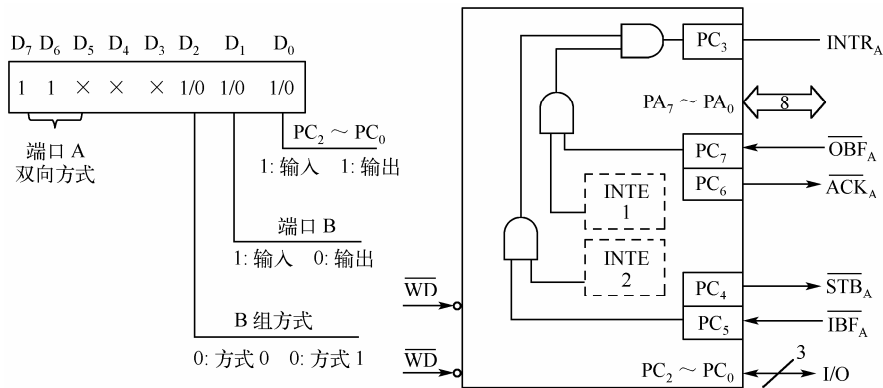 D7 D6 D5 D4 D3 D2 D1 D0
1 1 × × × 1/0 1/0 1/0
端口 A
双向方式
PC2 ～ PC0
1: 输入 1: 输出
端口 B
1: 输入 0: 输出
B 组方式
0: 方式 0 0: 方式 1
PC3
INTRA
PA7 ～ PA0
8
PC7
OBFA
PC6
ACKA
INTE
1
INTE
2
WD
PC4
STBA
PC5
IBFA
WD
PC2 ～ PC0
3
I/O